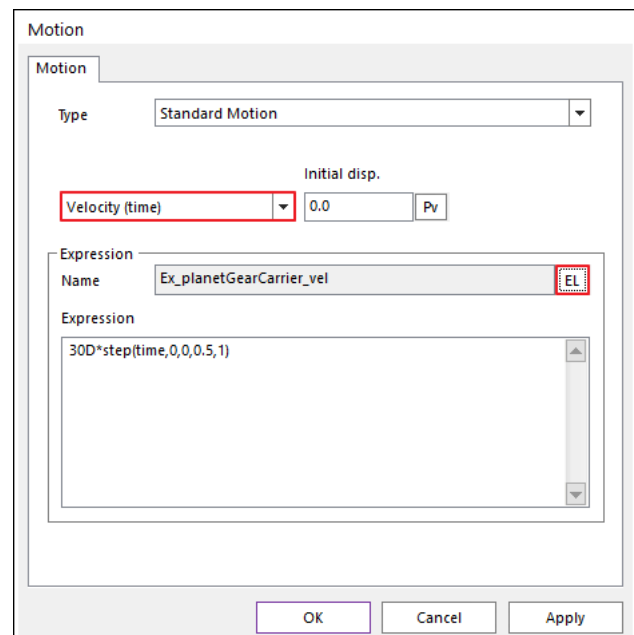 Motion
Motion
Type
Standard Motion
Initial disp.
Velocity (time)
0.0
Pv
Expression
Name
Ex_planetGearCarrier_vel
EL
Expression
30D*step(time,0,0,0.5,1)
OK
Cancel
Apply